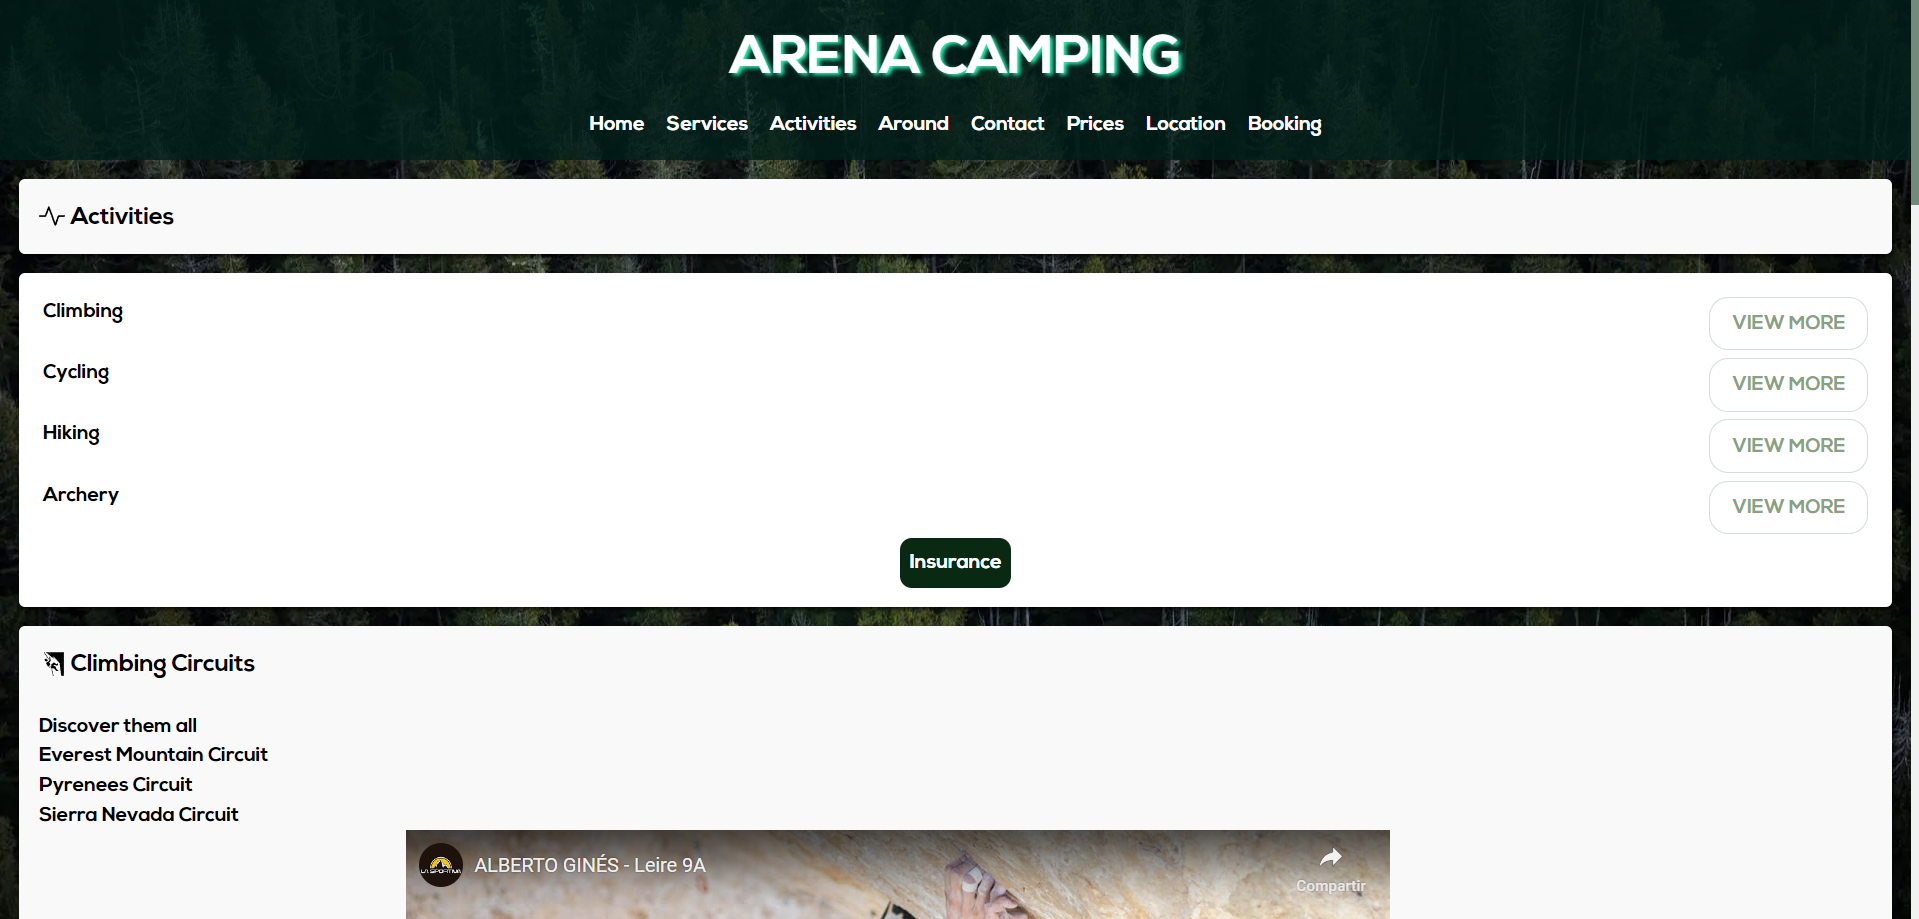 ARENA CAMPING
Home Services Activities Around Contact Prices Location Booking
Activities
Climbing VIEW MORE
Cycling VIEW MORE
Hiking VIEW MORE
Archery VIEW MORE
Insurance
Climbing Circuits
Discover them all
Everest Mountain Circuit
Pyrenees Circuit
Sierra Nevada Circuit
LA SPORTIVA ALBERTO GINÉS - Leire 9A
Compartir